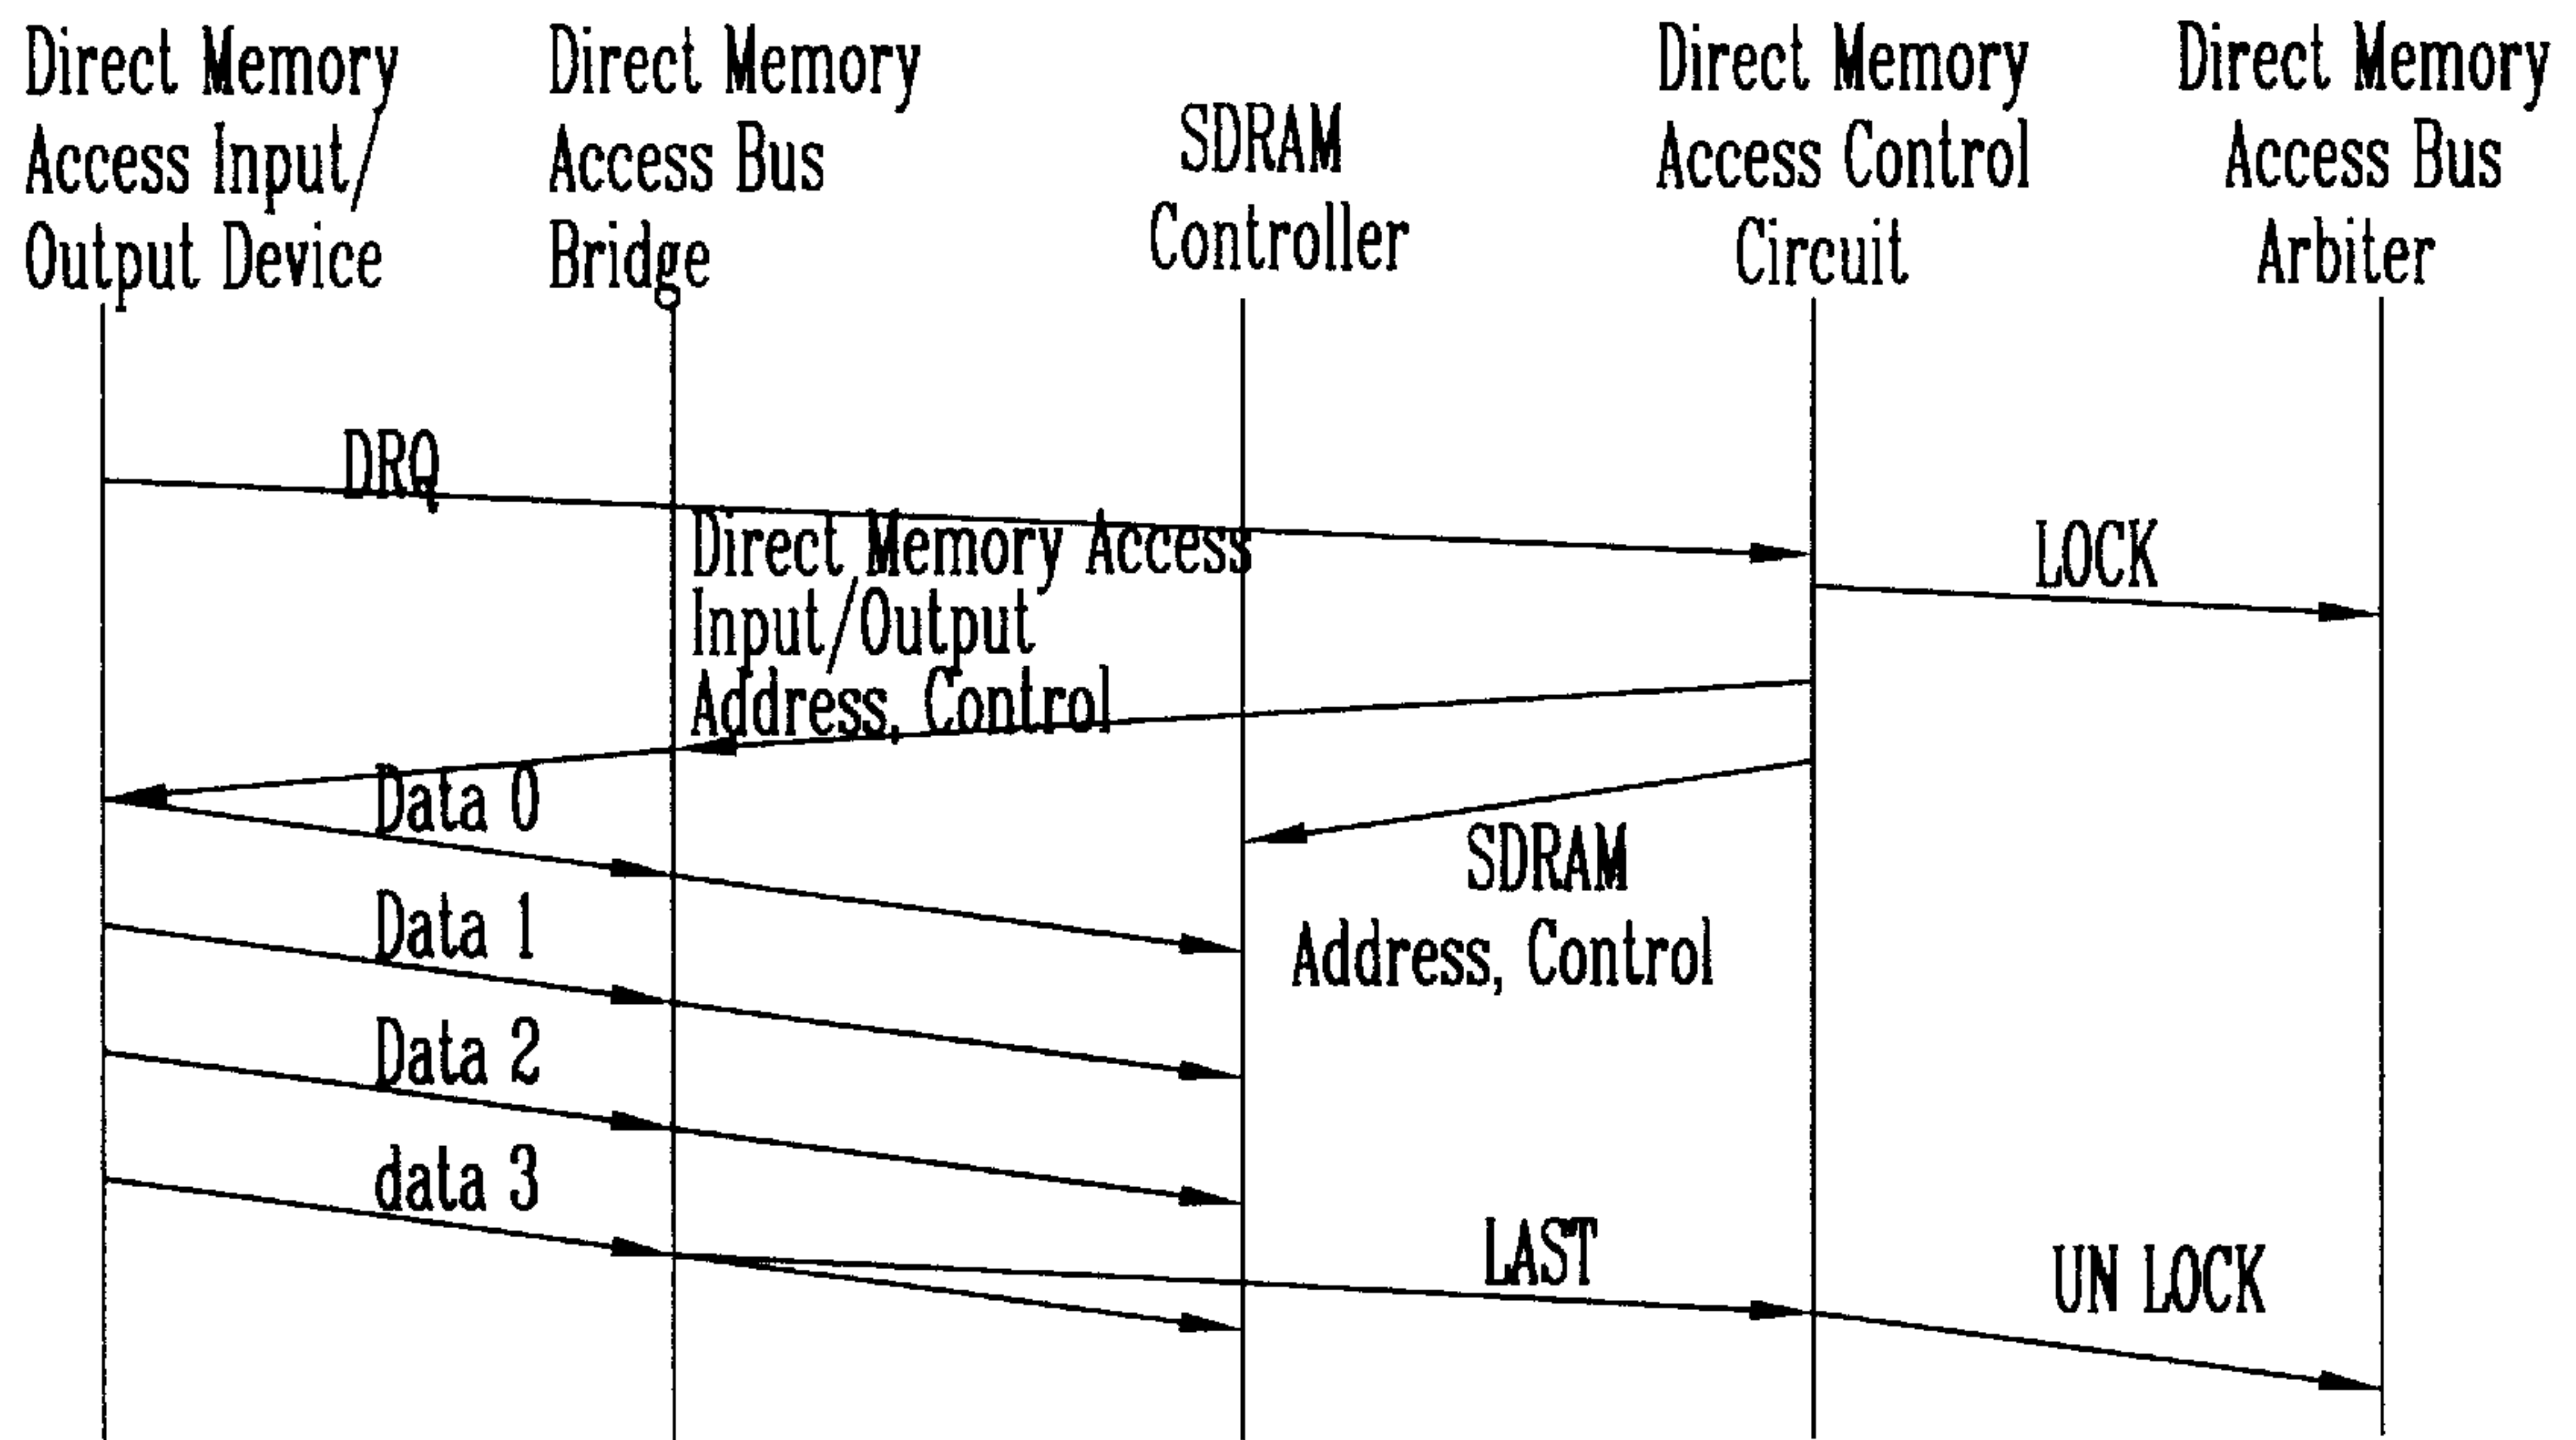 Direct Memory
Access Input/
Output Device
Direct Memory
Access Bus
Bridge
SDRAM
Controller
Direct Memory
Access Control
Circuit
Direct Memory
Access Bus
Arbiter
DRQ
Direct Memory Access
Input/Output
Address, Control
LOCK
Data 0
SDRAM
Address, Control
Data 1
Data 2
data 3
LAST
UN LOCK